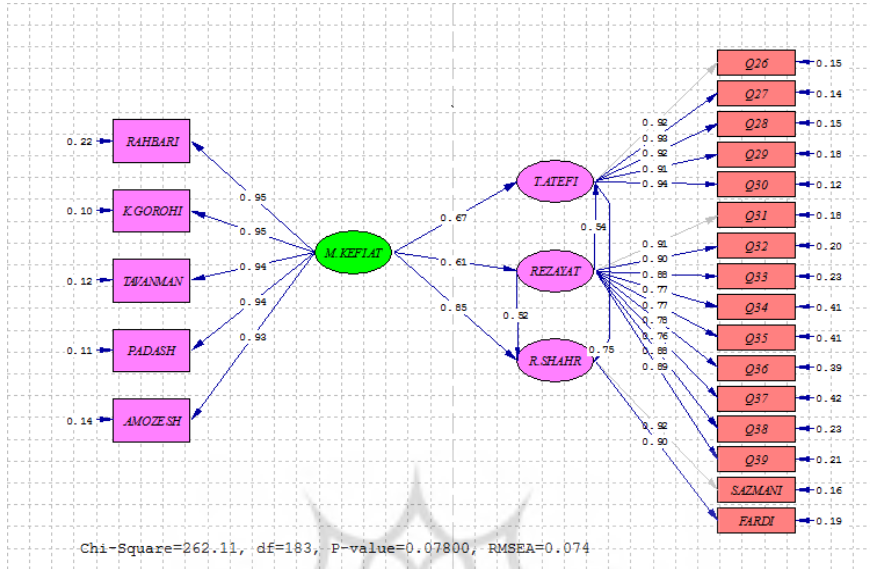 Q26
0.15
Q27
0.14
Q28
0.15
Q29
0.18
Q30
0.12
Q31
0.18
Q32
0.20
Q33
0.23
Q34
0.41
Q35
0.41
Q36
0.39
Q37
0.42
Q38
0.23
Q39
0.21
SAZMANI
0.16
FARDI
0.19
0.22
RAHBARI
0.10
K.GOROHI
0.12
TAVANMAN
0.11
PADASH
0.14
AMOZESH
0.95
0.95
0.94
0.94
0.93
M.KEFIAT
0.67
0.61
0.85
T.ATEFI
REZAYAT
R.SHAHR
0.54
0.52
0.75
0.92
0.93
0.92
0.91
0.94
0.91
0.90
0.88
0.77
0.77
0.78
0.76
0.88
0.89
0.92
0.90
Chi-Square=262.11, df=183, P-value=0.07800, RMSEA=0.074